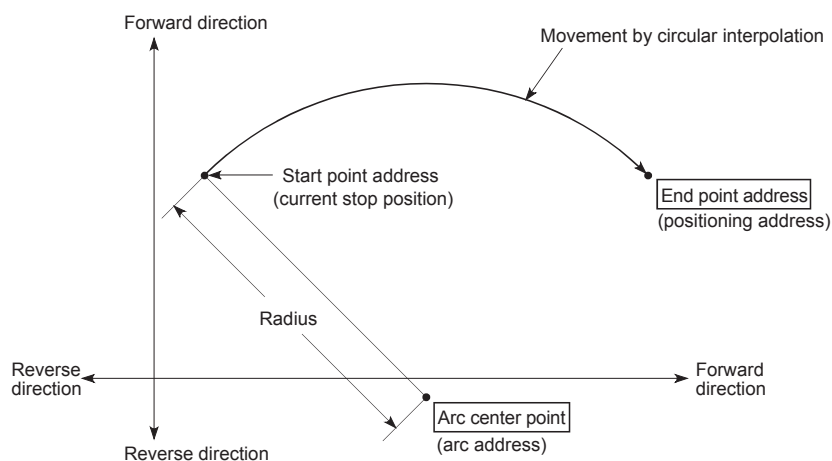 Forward direction
Movement by circular interpolation
Start point address
(current stop position)
End point address
(positioning address)
Radius
Reverse
direction
Forward
direction
Arc center point
(arc address)
Reverse direction